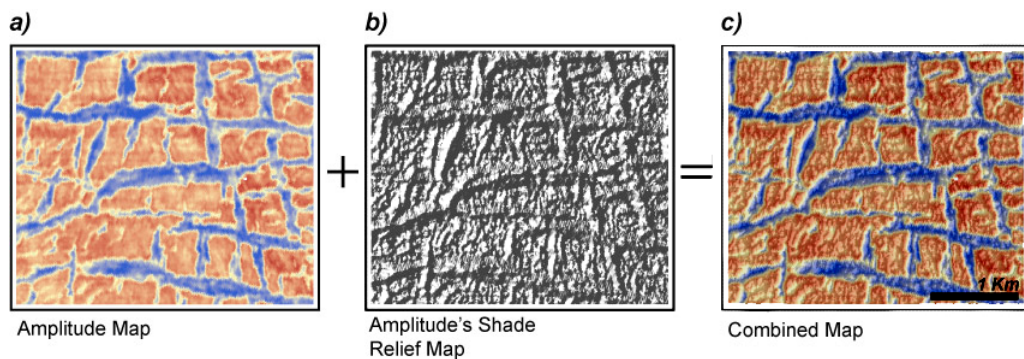 a)
b)
c)
+
=
1 Km
Amplitude Map
Amplitude's Shade
Relief Map
Combined Map